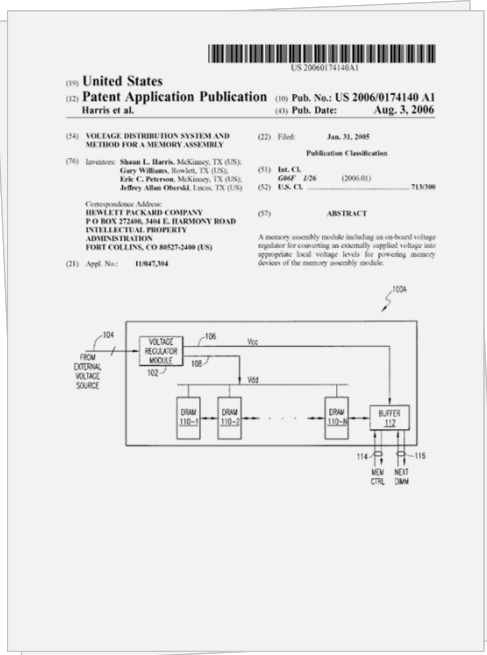 US 20060174140A1
(19) United States
(12) Patent Application Publication (10) Pub. No.: US 2006/0174140 A1
Harris et al. (43) Pub. Date: Aug. 3, 2006
(54) VOLTAGE DISTRIBUTION SYSTEM AND
METHOD FOR A MEMORY ASSEMBLY
(76) Inventors: Shaun L. Harris, McKinney, TX (US);
Gary Williams, Rowlett, TX (US);
Eric C. Peterson, McKinney, TX (US);
Jeffrey Allan Oberski, Lucas, TX (US)
Correspondence Address:
HEWLETT PACKARD COMPANY
P O BOX 272400, 3404 E. HARMONY ROAD
INTELLECTUAL PROPERTY
ADMINISTRATION
FORT COLLINS, CO 80527-2400 (US)
(21) Appl. No.: 11/047,304
(22) Filed: Jan. 31, 2005
Publication Classification
(51) Int. Cl.
G06F 1/26 (2006.01)
(52) U.S. Cl. 713/300
(57) ABSTRACT
A memory assembly module including an on-board voltage
regulator for converting an externally supplied voltage into
appropriate local voltage levels for powering memory
devices of the memory assembly module.
100A
104
FROM
EXTERNAL
VOLTAGE
SOURCE
VOLTAGE
REGULATOR
MODULE
102
106
Vcc
108
Vdd
DRAM
110-1
DRAM
110-2
DRAM
110-N
BUFFER
112
114
116
MEM
CTRL
NEXT
DIMM